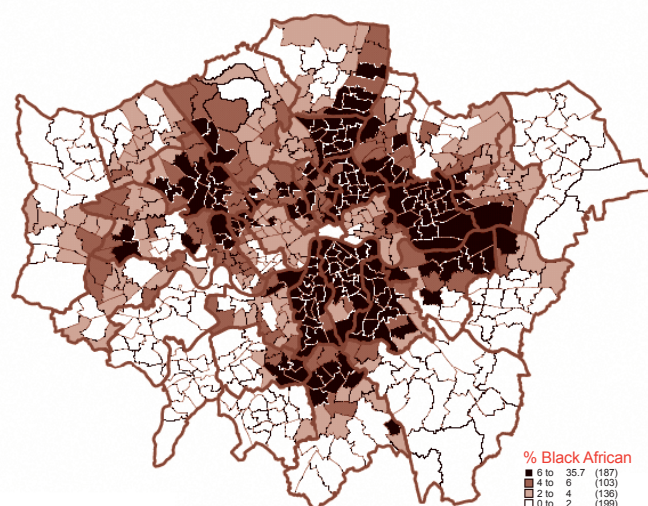 % Black African
6 to 35.7 (187)
4 to 6 (103)
2 to 4 (136)
0 to 2 (199)